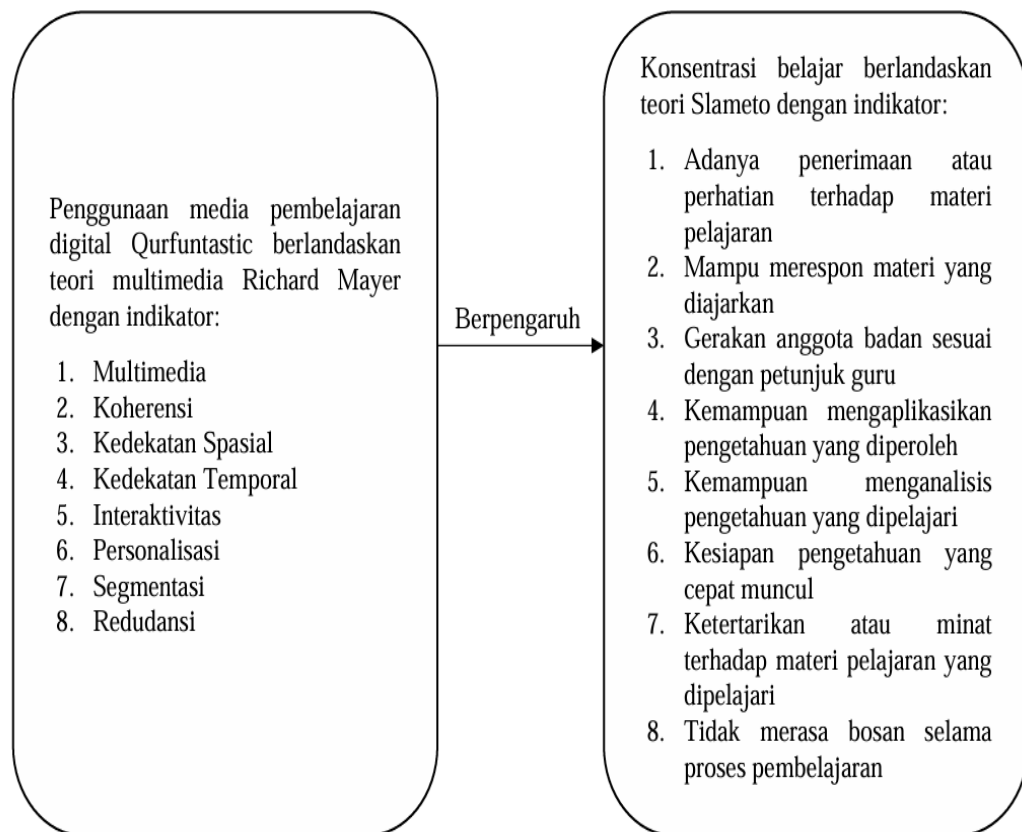 Penggunaan media pembelajaran
digital Qurfuntastic berlandaskan
teori multimedia Richard Mayer
dengan indikator:
1. Multimedia
2. Koherensi
3. Kedekatan Spasial
4. Kedekatan Temporal
5. Interaktivitas
6. Personalisasi
7. Segmentasi
8. Redudansi
Berpengaruh
Konsentrasi belajar berlandaskan
teori Slameto dengan indikator:
1. Adanya penerimaan atau
perhatian terhadap materi
pelajaran
2. Mampu merespon materi yang
diajarkan
3. Gerakan anggota badan sesuai
dengan petunjuk guru
4. Kemampuan mengaplikasikan
pengetahuan yang diperoleh
5. Kemampuan menganalisis
pengetahuan yang dipelajari
6. Kesiapan pengetahuan yang
cepat muncul
7. Ketertarikan atau minat
terhadap materi pelajaran yang
dipelajari
8. Tidak merasa bosan selama
proses pembelajaran